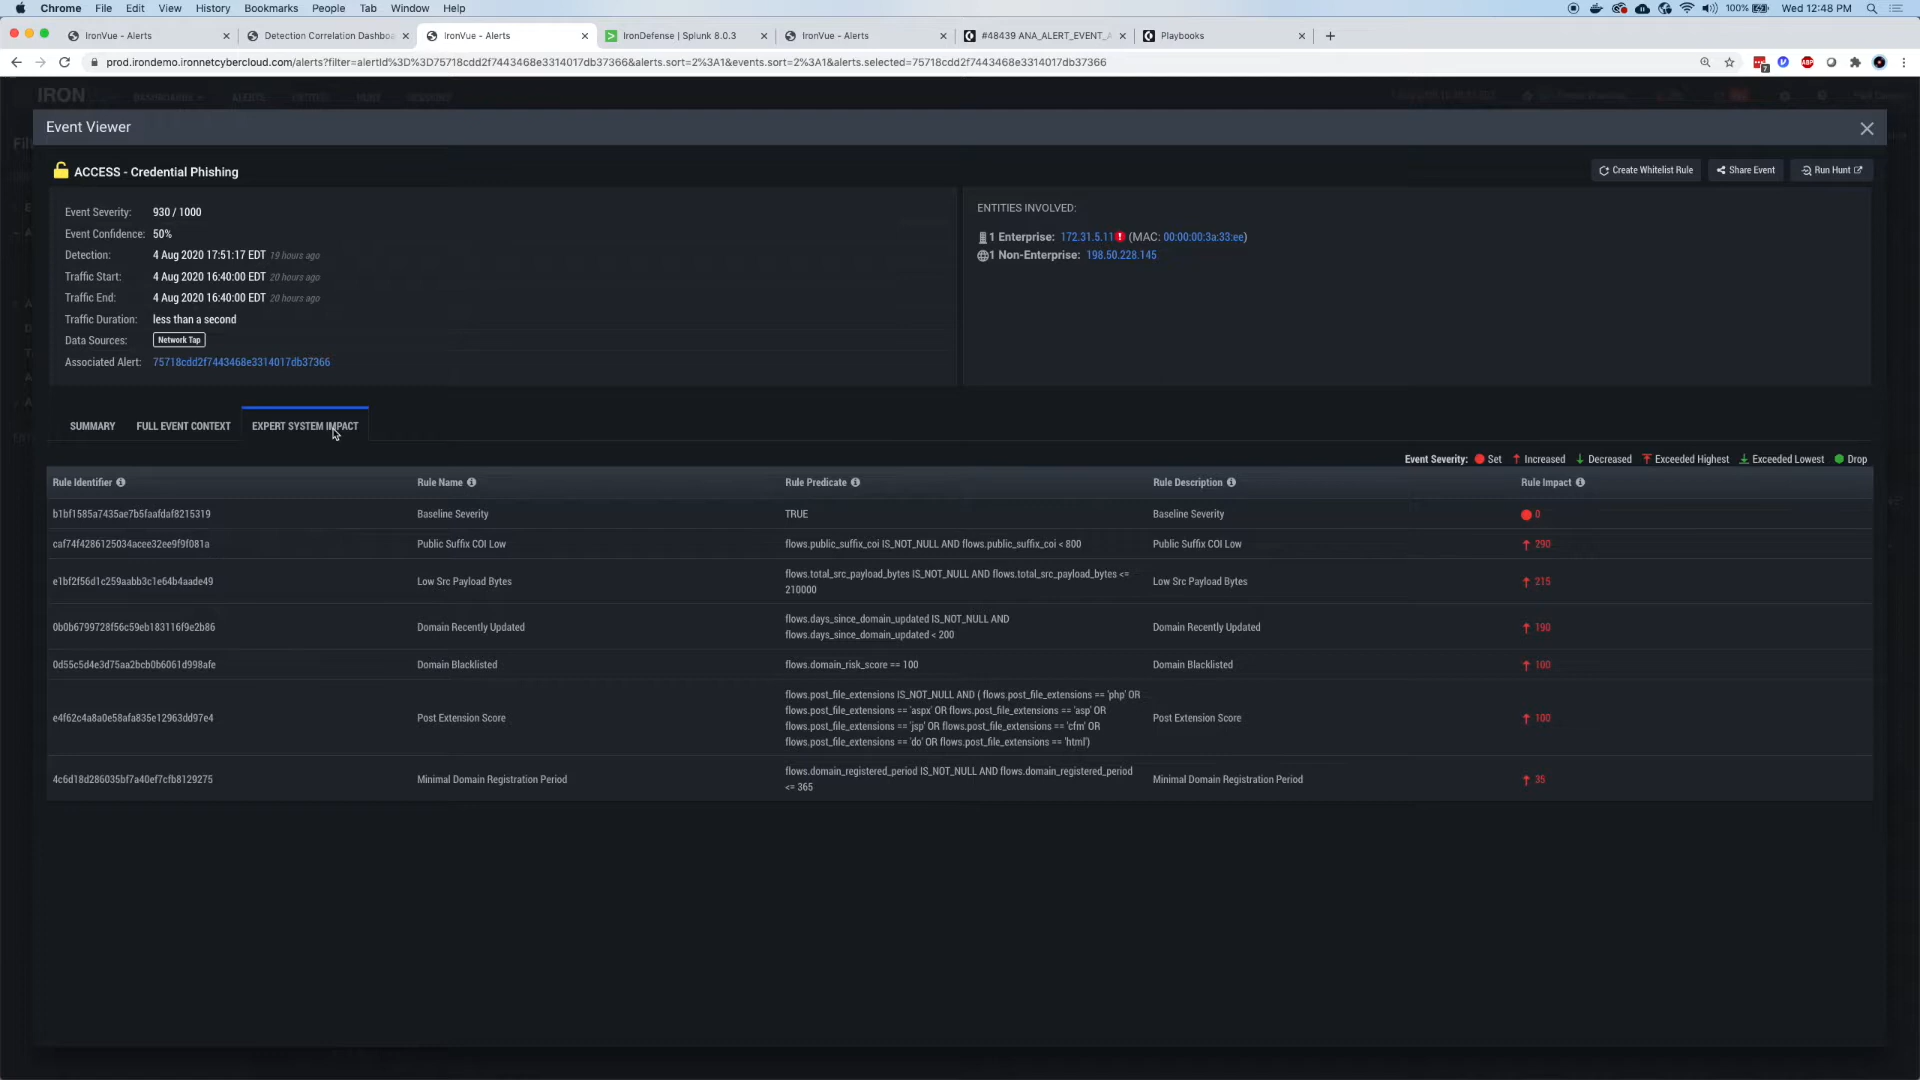 Chrome File Edit View History Bookmarks People Tab Window Help 100% Wed 12:48 PM
IronVue - Alerts Detection Correlation Dashboa IronVue - Alerts IronDefense | Splunk 8.0.3 IronVue - Alerts #48439 ANA_ALERT_EVENT_A Playbooks
prod.irondemo.ironnetcybercloud.com/alerts?filter=alertId%3D%3D75718cdd2f7443468e3314017db37366&alerts.sort=2%3A1&events.sort=2%3A1&alerts.selected=75718cdd2f7443468e3314017db37366
IRON
Event Viewer
ACCESS - Credential Phishing
Create Whitelist Rule Share Event Run Hunt
Event Severity: 930 / 1000
Event Confidence: 50%
Detection: 4 Aug 2020 17:51:17 EDT 19 hours ago
Traffic Start: 4 Aug 2020 16:40:00 EDT 20 hours ago
Traffic End: 4 Aug 2020 16:40:00 EDT 20 hours ago
Traffic Duration: less than a second
Data Sources: Network Tap
Associated Alert: 75718cdd2f7443468e3314017db37366
ENTITIES INVOLVED:
1 Enterprise: 172.31.5.11 (MAC: 00:00:00:3a:33:ee)
1 Non-Enterprise: 198.50.228.145
SUMMARY FULL EVENT CONTEXT EXPERT SYSTEM IMPACT
Event Severity: Set Increased Decreased Exceeded Highest Exceeded Lowest Drop
Rule Identifier Rule Name Rule Predicate Rule Description Rule Impact
b1bf1585a7435ae7b5faafdaf8215319 Baseline Severity TRUE Baseline Severity 0
caf74f4286125034acee32ee9f9f081a Public Suffix COI Low flows.public_suffix_coi IS_NOT_NULL AND flows.public_suffix_coi < 800 Public Suffix COI Low 290
e1bf2f56d1c259aabb3c1e64b4aade49 Low Src Payload Bytes flows.total_src_payload_bytes IS_NOT_NULL AND flows.total_src_payload_bytes <=
210000 Low Src Payload Bytes 215
0b0b6799728f56c59eb183116f9e2b86 Domain Recently Updated flows.days_since_domain_updated IS_NOT_NULL AND
flows.days_since_domain_updated < 200 Domain Recently Updated 190
0d55c5d4e3d75aa2bcb0b6061d998afe Domain Blacklisted flows.domain_risk_score == 100 Domain Blacklisted 100
e4f62c4a8a0e58afa835e12963dd97e4 Post Extension Score flows.post_file_extensions IS_NOT_NULL AND ( flows.post_file_extensions == 'php' OR
flows.post_file_extensions == 'aspx' OR flows.post_file_extensions == 'asp' OR
flows.post_file_extensions == 'jsp' OR flows.post_file_extensions == 'cfm' OR
flows.post_file_extensions == 'do' OR flows.post_file_extensions == 'html') Post Extension Score 100
4c6d18d286035bf7a40ef7cfb8129275 Minimal Domain Registration Period flows.domain_registered_period IS_NOT_NULL AND flows.domain_registered_period
<= 365 Minimal Domain Registration Period 35